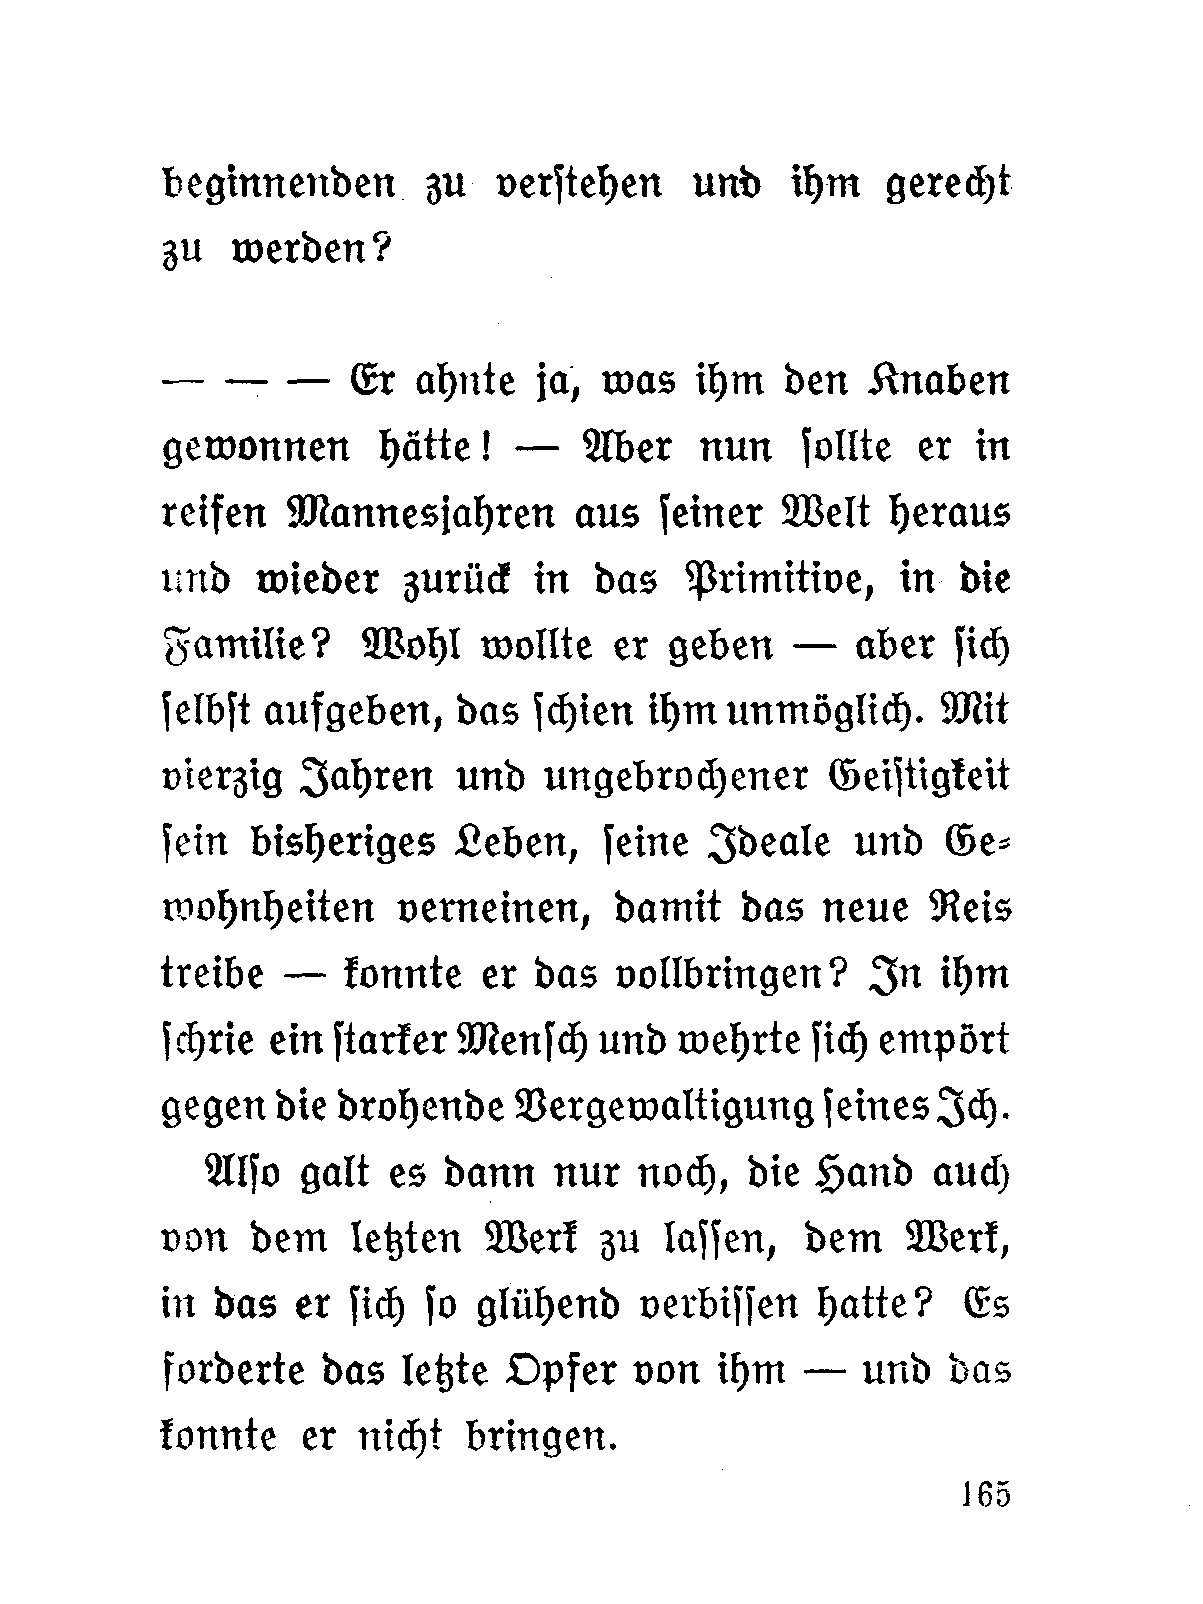 beginnenden zu verſtehen und ihm gerecht
zu werden?
— — — Er ahnte ja, was ihm den Knaben
gewonnen hätte! — Aber nun ſollte er in
reifen Mannesjahren aus ſeiner Welt heraus
und wieder zurück in das Primitive, in die
Familie? Wohl wollte er geben — aber ſich
ſelbſt aufgeben, das ſchien ihm unmöglich. Mit
vierzig Jahren und ungebrochener Geiſtigkeit
ſein bisheriges Leben, ſeine Ideale und Ge⸗
wohnheiten verneinen, damit das neue Reis
treibe — konnte er das vollbringen? In ihm
ſchrie ein ſtarker Menſch und wehrte ſich empört
gegen die drohende Vergewaltigung ſeines Ich.
Alſo galt es dann nur noch, die Hand auch
von dem letzten Werk zu laſſen, dem Werk,
in das er ſich ſo glühend verbiſſen hatte? Es
forderte das letzte Opfer von ihm — und das
konnte er nicht bringen.
165